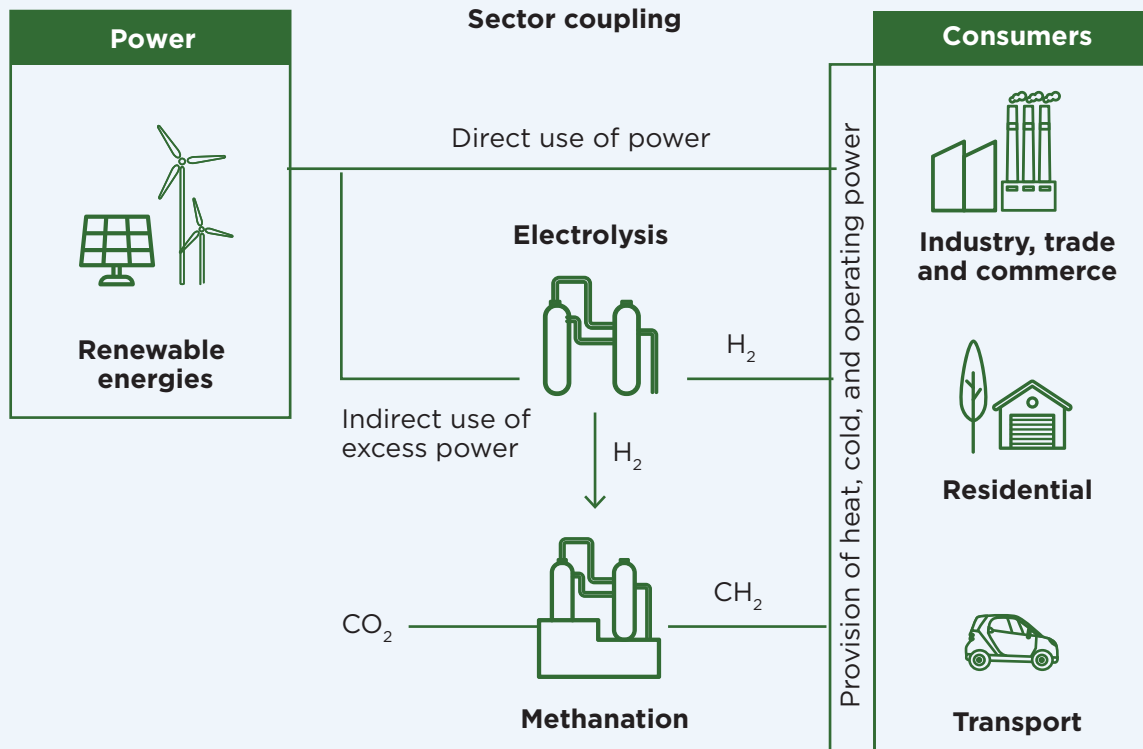 Sector coupling
Power
Renewable
energies
Direct use of power
Electrolysis
H₂
Indirect use of
excess power
H₂
CO₂
CH₂
Methanation
Provision of heat, cold, and operating power
Consumers
Industry, trade
and commerce
Residential
Transport